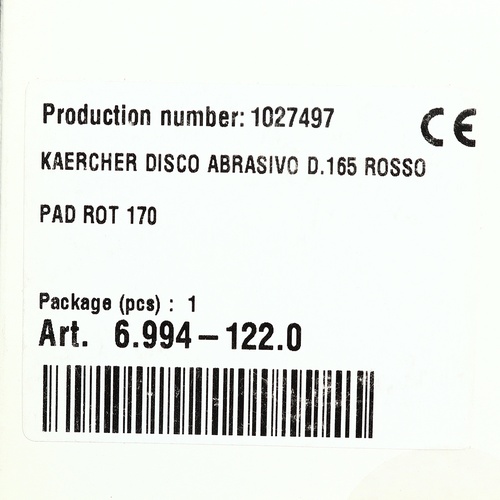 Production number: 1027497
CE
KAERCHER DISCO ABRASIVO D.165 ROSSO
PAD ROT 170
Package (pcs) : 1
Art. 6.994-122.0